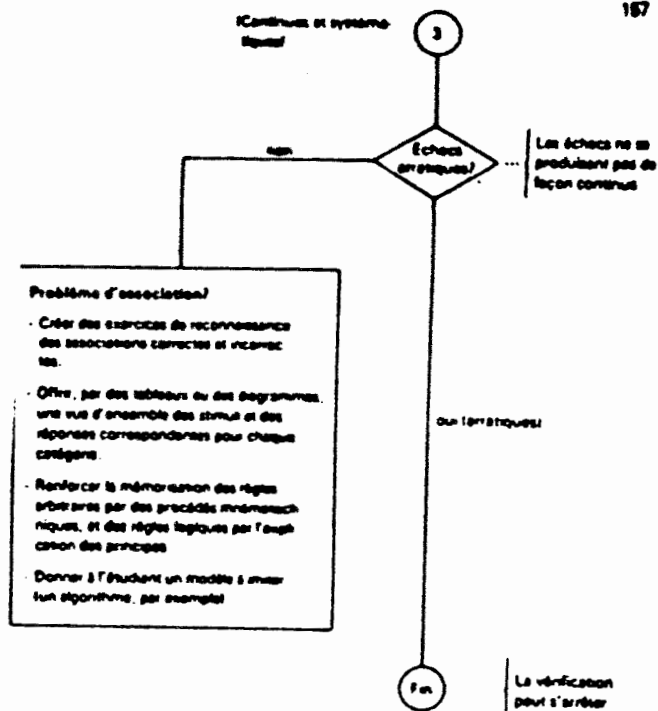 187
(Continues et systéma-
tiques)
3
Échecs
erratiques?
non
Les échecs ne se
produisent pas de
façon continue
Problème d'association?
- Créer des exercices de reconnaissance
des associations correctes et incorrec
tes.
- Offrir, par des tableaux ou des diagrammes,
une vue d'ensemble des stimuli et des
réponses correspondantes pour chaque
catégorie.
- Renforcer la mémorisation des règles
arbitraires par des procédés mnémotech
niques, et des règles logiques par l'expli
cation des principes
- Donner à l'étudiant un modèle à imiter
(un algorithme, par exemple)
oui (erratiques)
Fin
La vérification
peut s'arrêter